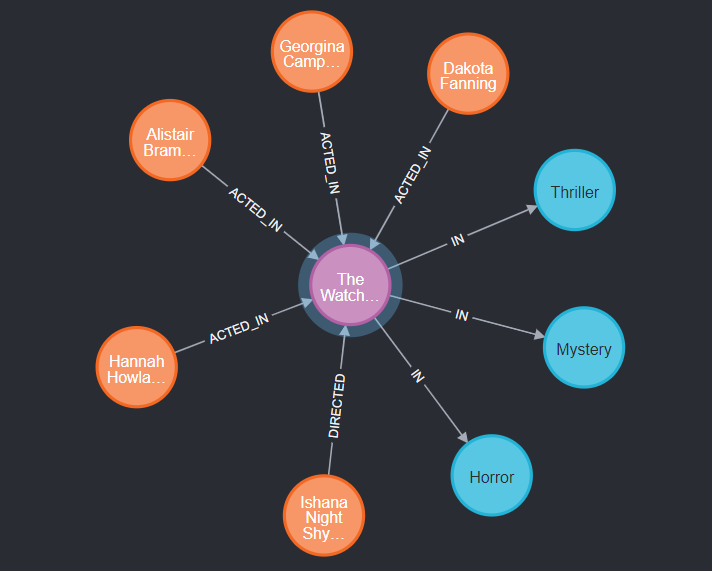 Georgina
Camp...
Dakota
Fanning
Alistair
Bram...
ACTED_IN
ACTED_IN
ACTED_IN
Thriller
IN
The
Watch...
IN
ACTED_IN
Mystery
Hannah
Howla...
IN
DIRECTED
Horror
Ishana
Night
Shy...